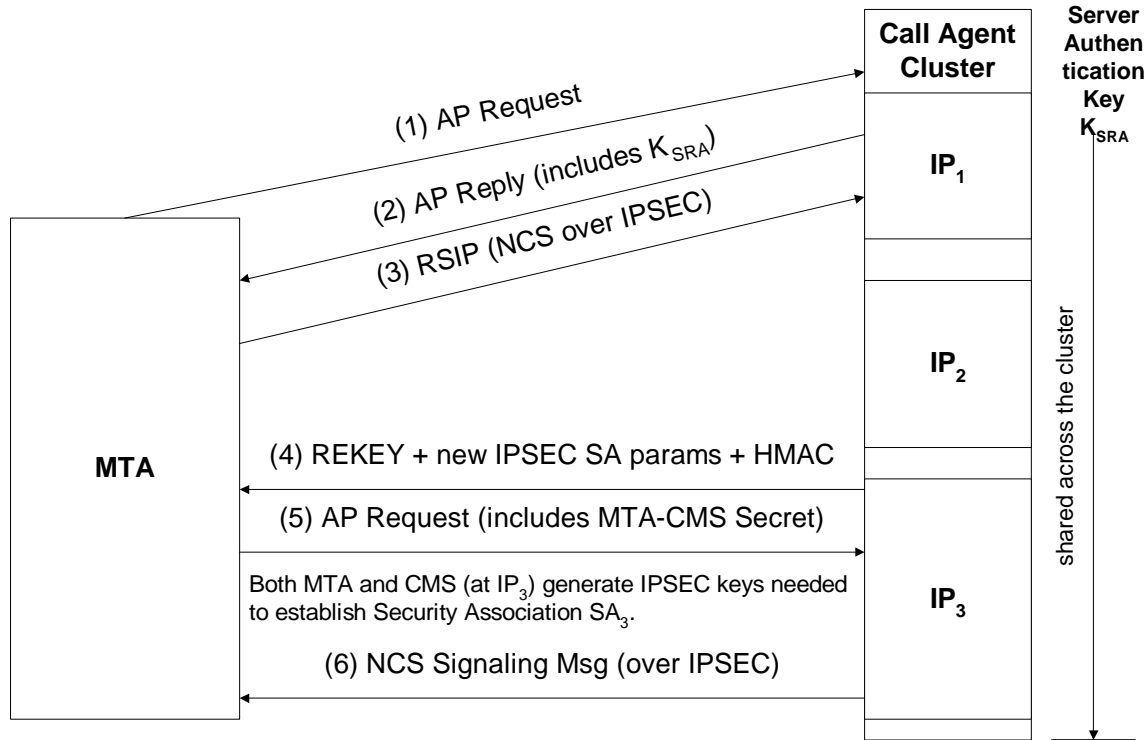 Call Agent
Cluster
Server
Authen
tication
Key
K_SRA
(1) AP Request
(2) AP Reply (includes K_SRA)
(3) RSIP (NCS over IPSEC)
IP_1
IP_2
MTA
(4) REKEY + new IPSEC SA params + HMAC
(5) AP Request (includes MTA-CMS Secret)
Both MTA and CMS (at IP_3) generate IPSEC keys needed
to establish Security Association SA_3.
IP_3
(6) NCS Signaling Msg (over IPSEC)
shared across the cluster